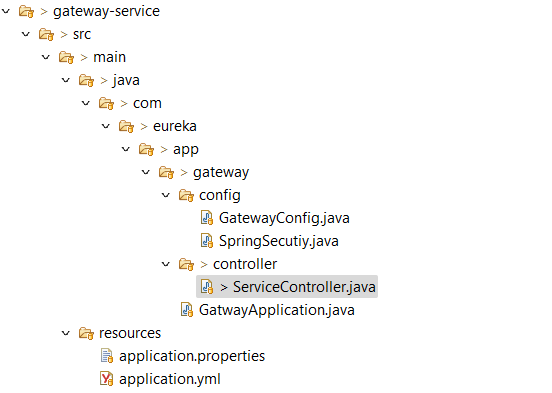 > gateway-service
> src
> main
> java
> com
> eureka
> app
> gateway
config
GatewayConfig.java
SpringSecutiy.java
> controller
> ServiceController.java
GatwayApplication.java
resources
application.properties
application.yml